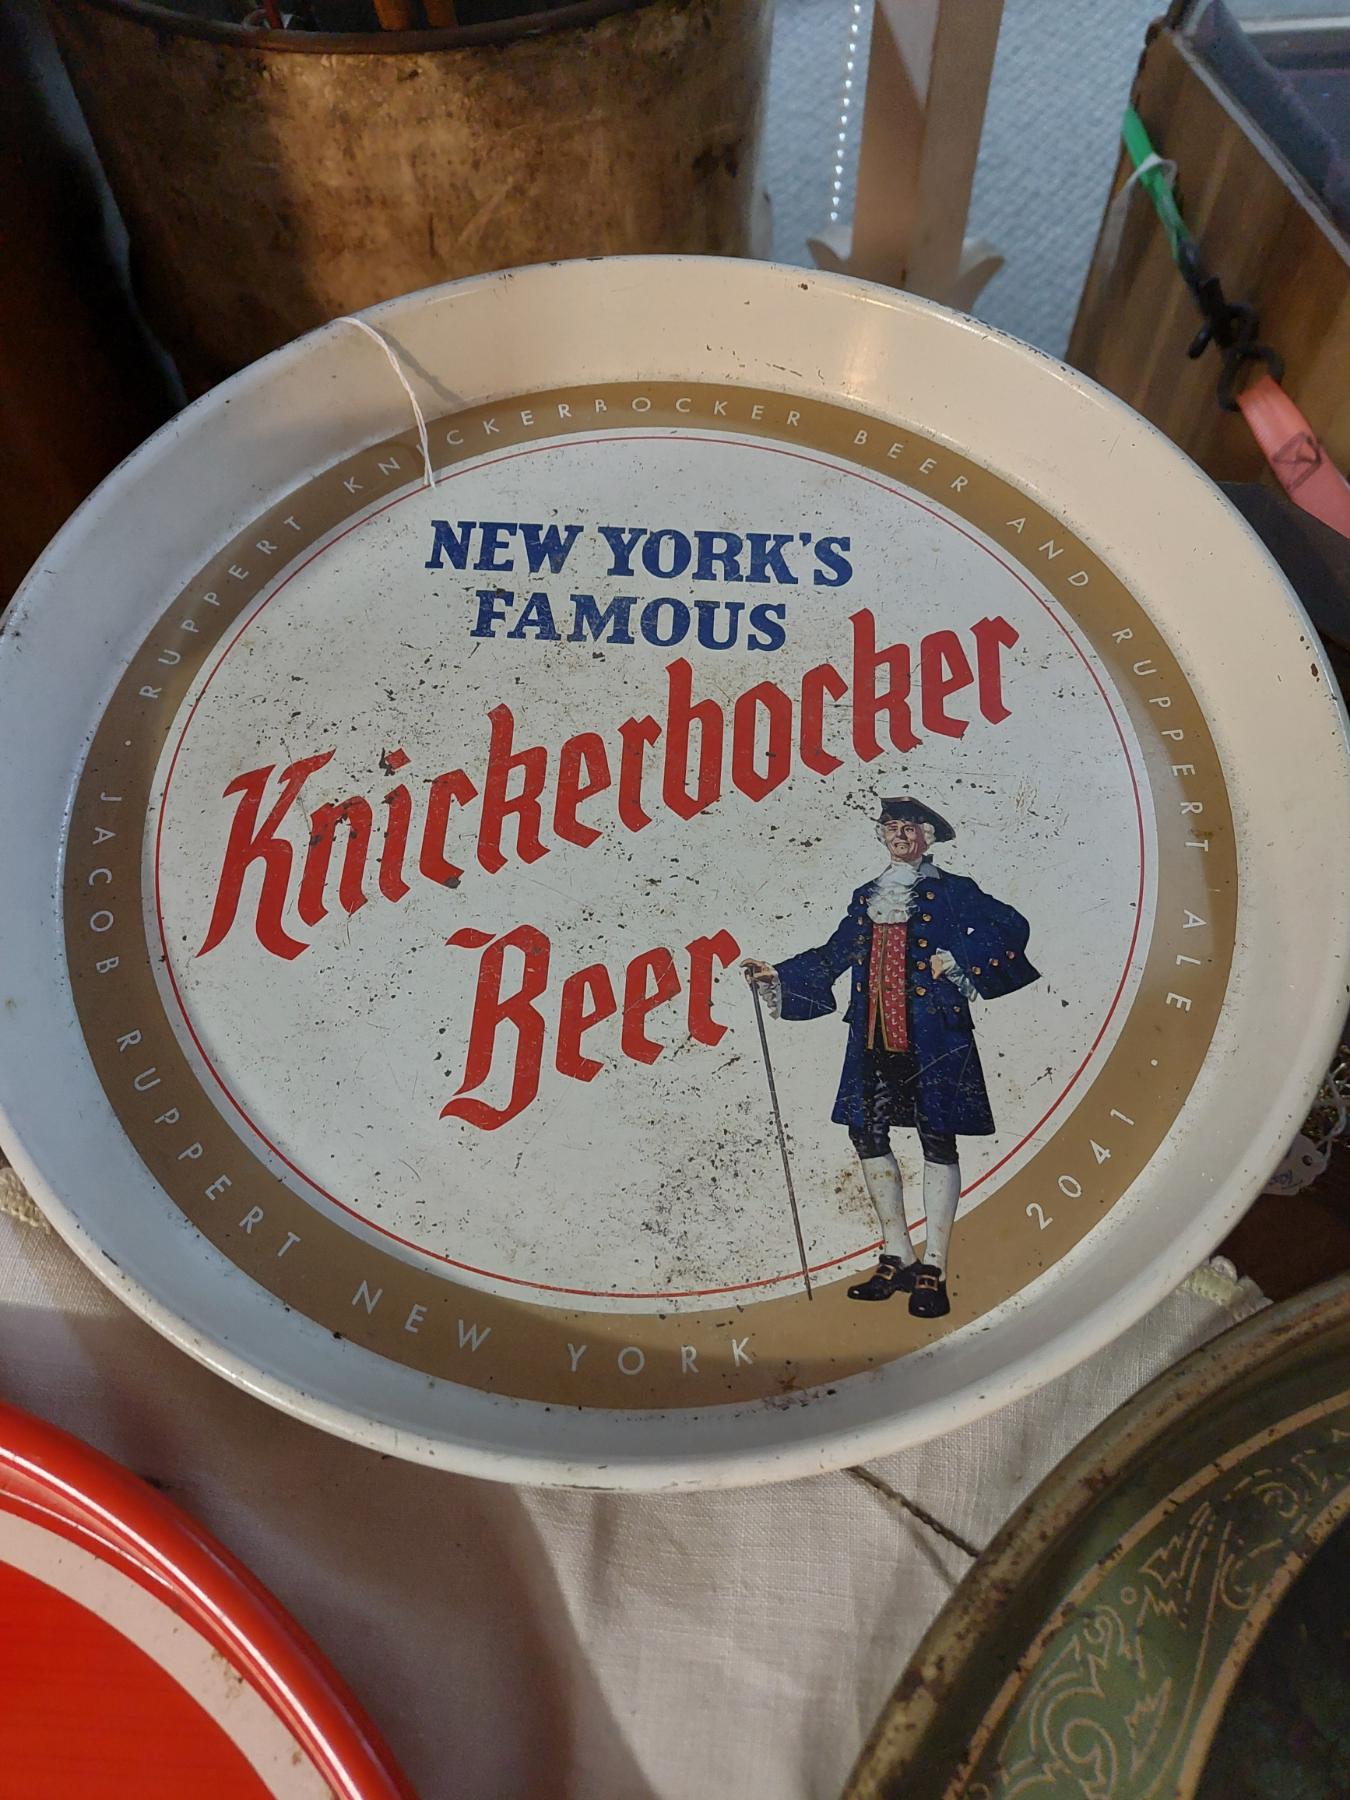 RUPPERT KNICKERBOCKER BEER AND RUPPERT ALE •
• JACOB RUPPERT NEW YORK
2041
NEW YORK'S
FAMOUS
Knickerbocker
Beer